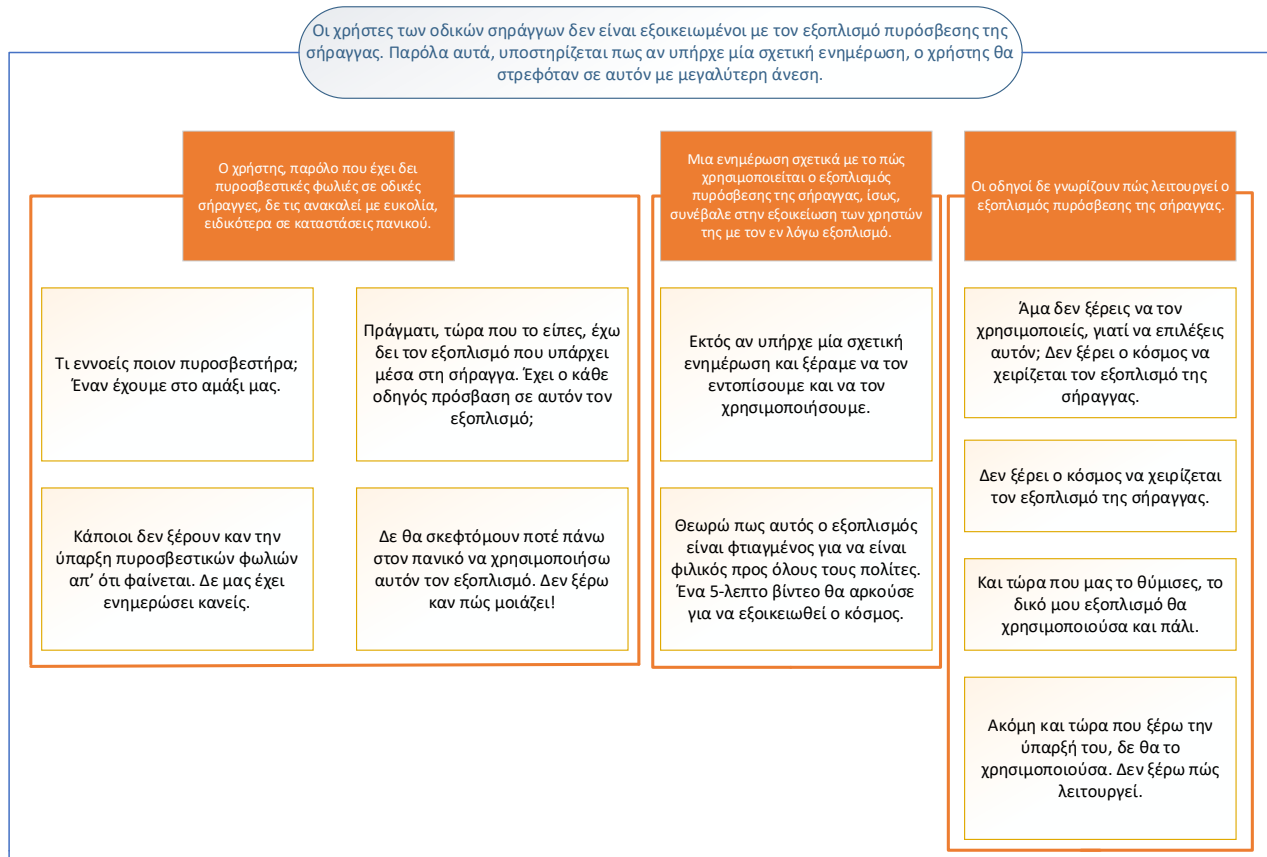 Οι χρήστες των οδικών σηράγγων δεν είναι εξοικειωμένοι με τον εξοπλισμό πυρόσβεσης της
σήραγγας. Παρόλα αυτά, υποστηρίζεται πως αν υπήρχε μία σχετική ενημέρωση, ο χρήστης θα
στρεφόταν σε αυτόν με μεγαλύτερη άνεση.
Ο χρήστης, παρόλο που έχει δει
πυροσβεστικές φωλιές σε οδικές
σήραγγες, δε τις ανακαλεί με ευκολία,
ειδικότερα σε καταστάσεις πανικού.
Τι εννοείς ποιον πυροσβεστήρα;
Έναν έχουμε στο αμάξι μας.
Πράγματι, τώρα που το είπες, έχω
δει τον εξοπλισμό που υπάρχει
μέσα στη σήραγγα. Έχει ο κάθε
οδηγός πρόσβαση σε αυτόν τον
εξοπλισμό;
Κάποιοι δεν ξέρουν καν την
ύπαρξη πυροσβεστικών φωλιών
απ’ ότι φαίνεται. Δε μας έχει
ενημερώσει κανείς.
Δε θα σκεφτόμουν ποτέ πάνω
στον πανικό να χρησιμοποιήσω
αυτόν τον εξοπλισμό. Δεν ξέρω
καν πώς μοιάζει!
Μια ενημέρωση σχετικά με το πώς
χρησιμοποιείται ο εξοπλισμός
πυρόσβεσης της σήραγγας, ίσως,
συνέβαλε στην εξοικείωση των χρηστών
της με τον εν λόγω εξοπλισμό.
Εκτός αν υπήρχε μία σχετική
ενημέρωση και ξέραμε να τον
εντοπίσουμε και να τον
χρησιμοποιήσουμε.
Θεωρώ πως αυτός ο εξοπλισμός
είναι φτιαγμένος για να είναι
φιλικός προς όλους τους πολίτες.
Ένα 5-λεπτο βίντεο θα αρκούσε
για να εξοικειωθεί ο κόσμος.
Οι οδηγοί δε γνωρίζουν πώς λειτουργεί ο
εξοπλισμός πυρόσβεσης της σήραγγας.
Άμα δεν ξέρεις να τον
χρησιμοποιείς, γιατί να επιλέξεις
αυτόν; Δεν ξέρει ο κόσμος να
χειρίζεται τον εξοπλισμό της
σήραγγας.
Δεν ξέρει ο κόσμος να χειρίζεται
τον εξοπλισμό της σήραγγας.
Και τώρα που μας το θύμισες, το
δικό μου εξοπλισμό θα
χρησιμοποιούσα και πάλι.
Ακόμη και τώρα που ξέρω την
ύπαρξή του, δε θα το
χρησιμοποιούσα. Δεν ξέρω πώς
λειτουργεί.